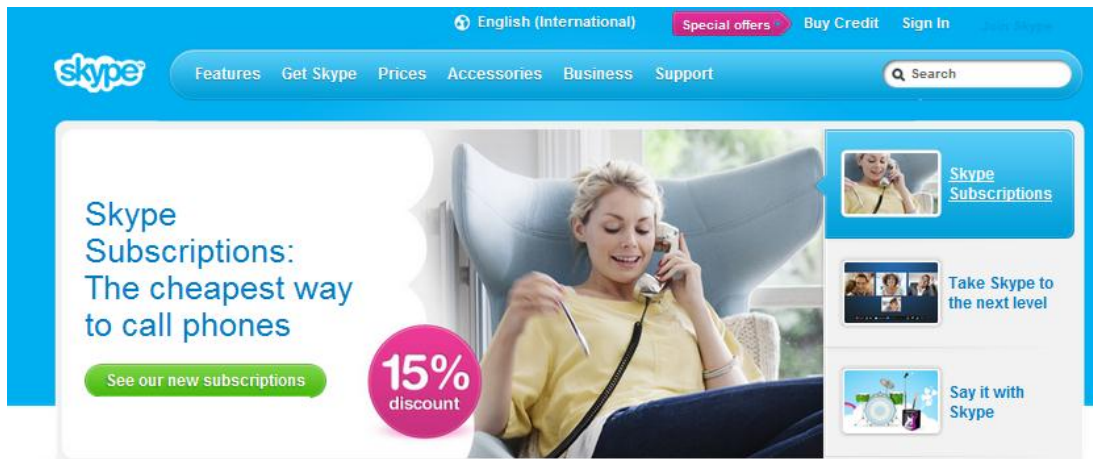 English (International)
Special offers
Buy Credit
Sign In
Join Skype
skype
Features
Get Skype
Prices
Accessories
Business
Support
Search
Skype
Subscriptions:
The cheapest way
to call phones
See our new subscriptions
15%
discount
Skype
Subscriptions
Take Skype to
the next level
Say it with
Skype